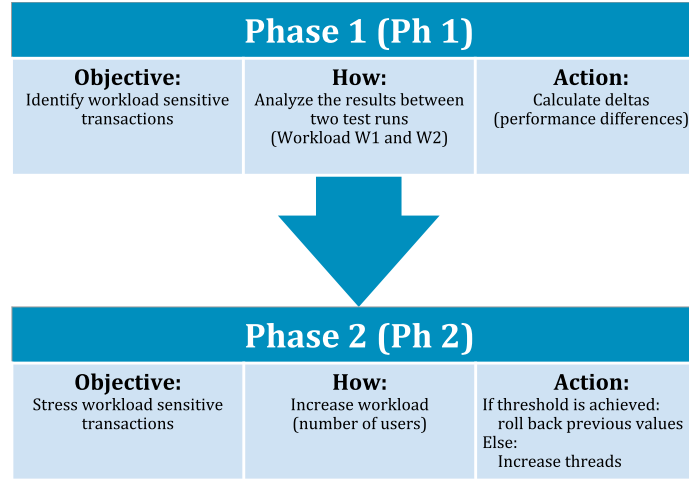 Phase 1 (Ph 1)
Objective:
Identify workload sensitive
transactions
How:
Analyze the results between
two test runs
(Workload W1 and W2)
Action:
Calculate deltas
(performance differences)
Phase 2 (Ph 2)
Objective:
Stress workload sensitive
transactions
How:
Increase workload
(number of users)
Action:
If threshold is achieved:
roll back previous values
Else:
Increase threads